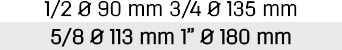 1/2 Ø 90 mm 3/4 Ø 135 mm
5/8 Ø 113 mm 1” Ø 180 mm